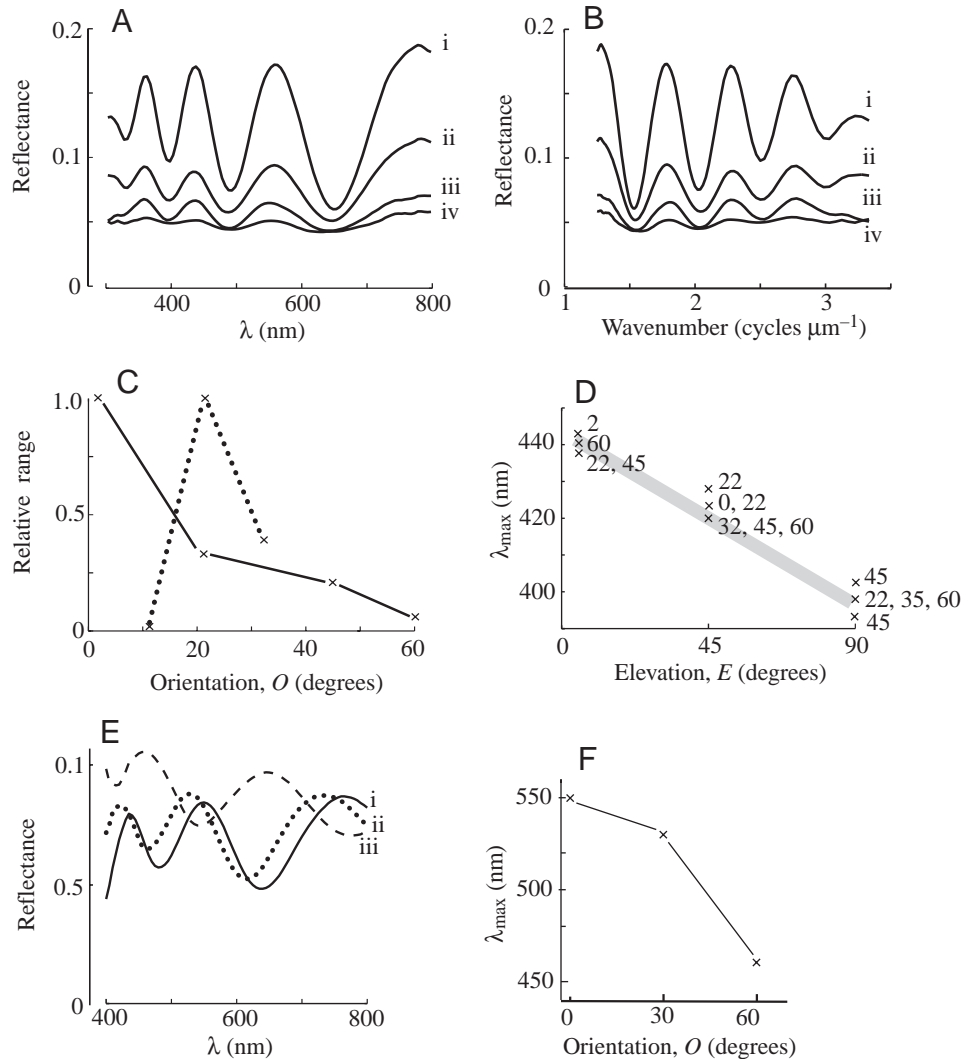 A
0.2
0.1
0
Reflectance
i
ii
iii
iv
400 600 800
λ (nm)
B
0.2
0.1
0
Reflectance
i
ii
iii
iv
1 2 3
Wavenumber (cycles μm⁻¹)
C
1.0
0.5
0
Relative range
0 20 40 60
Orientation, O (degrees)
D
440
420
400
λmax (nm)
2
60
22, 45
22
0, 22
32, 45, 60
45
22, 35, 60
45
0 45 90
Elevation, E (degrees)
E
0.1
0.5
0
Reflectance
i
ii
iii
400 600 800
λ (nm)
F
550
500
450
λmax (nm)
0 30 60
Orientation, O (degrees)